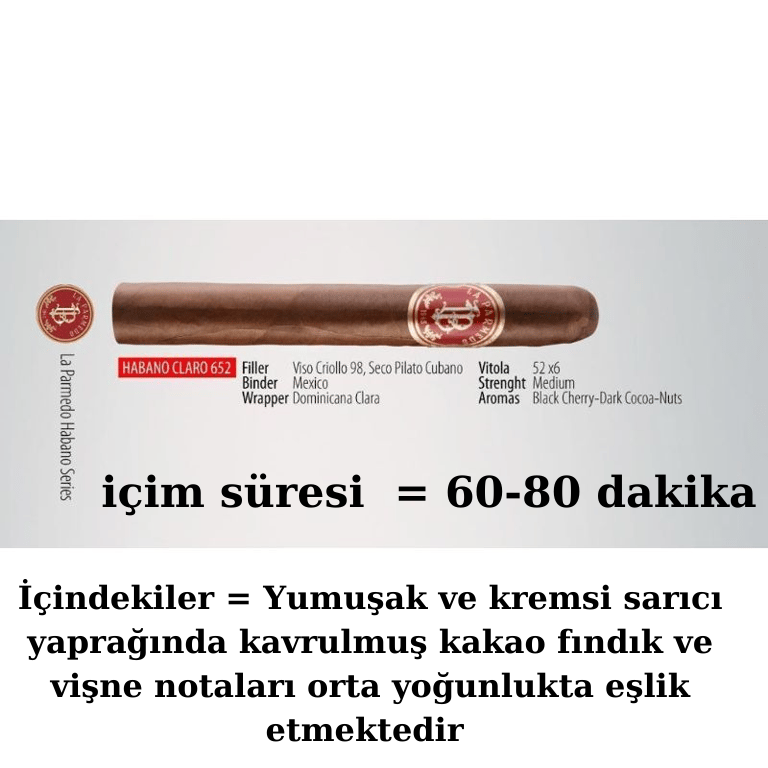 LA PARMEDO
HABANO CLARO 652
Filler Viso Criollo 98, Seco Pilato Cubano
Binder Mexico
Wrapper Dominicana Clara
Vitola 52 x6
Strenght Medium
Aromas Black Cherry-Dark Cocoa-Nuts
La Parmedo Habano Series
içim süresi = 60-80 dakika
İçindekiler = Yumuşak ve kremsi sarıcı
yaprağında kavrulmuş kakao fındık ve
vişne notaları orta yoğunlukta eşlik
etmektedir